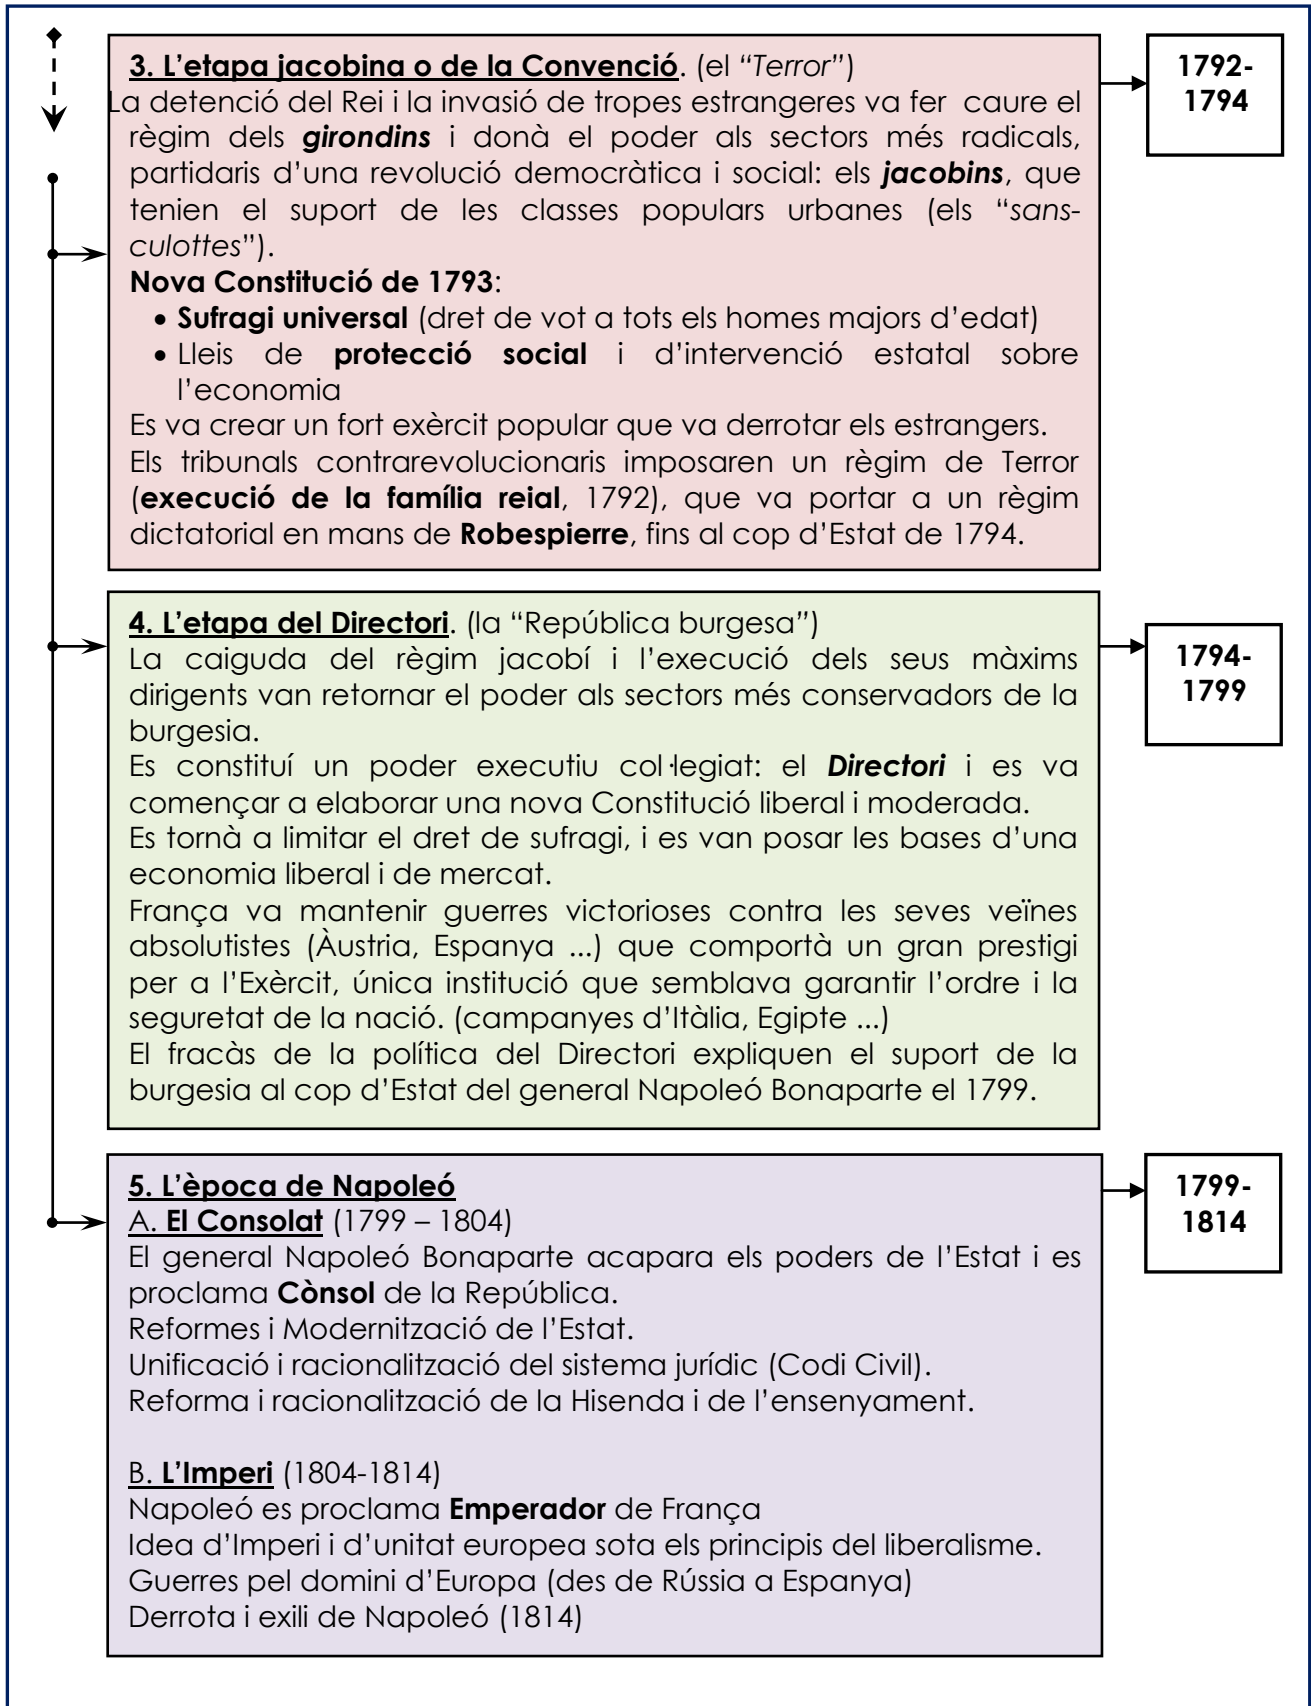 3. L'etapa jacobina o de la Convenció. (el “Terror”)
La detenció del Rei i la invasió de tropes estrangeres va fer caure el
règim dels girondins i donà el poder als sectors més radicals,
partidaris d'una revolució democràtica i social: els jacobins, que
tenien el suport de les classes populars urbanes (els “sans-
culottes”).
Nova Constitució de 1793:
• Sufragi universal (dret de vot a tots els homes majors d'edat)
• Lleis de protecció social i d'intervenció estatal sobre
l'economia
Es va crear un fort exèrcit popular que va derrotar els estrangers.
Els tribunals contrarevolucionaris imposaren un règim de Terror
(execució de la família reial, 1792), que va portar a un règim
dictatorial en mans de Robespierre, fins al cop d'Estat de 1794.
1792-
1794
4. L'etapa del Directori. (la “República burgesa”)
La caiguda del règim jacobí i l'execució dels seus màxims
dirigents van retornar el poder als sectors més conservadors de la
burgesia.
Es constituí un poder executiu col·legiat: el Directori i es va
començar a elaborar una nova Constitució liberal i moderada.
Es tornà a limitar el dret de sufragi, i es van posar les bases d'una
economia liberal i de mercat.
França va mantenir guerres victorioses contra les seves veïnes
absolutistes (Àustria, Espanya ...) que comportà un gran prestigi
per a l'Exèrcit, única institució que semblava garantir l'ordre i la
seguretat de la nació. (campanyes d'Itàlia, Egipte ...)
El fracàs de la política del Directori expliquen el suport de la
burgesia al cop d'Estat del general Napoleó Bonaparte el 1799.
1794-
1799
5. L'època de Napoleó
A. El Consolat (1799 – 1804)
El general Napoleó Bonaparte acapara els poders de l'Estat i es
proclama Cònsol de la República.
Reformes i Modernització de l'Estat.
Unificació i racionalització del sistema jurídic (Codi Civil).
Reforma i racionalització de la Hisenda i de l'ensenyament.
B. L'Imperi (1804-1814)
Napoleó es proclama Emperador de França
Idea d'Imperi i d'unitat europea sota els principis del liberalisme.
Guerres pel domini d'Europa (des de Rússia a Espanya)
Derrota i exili de Napoleó (1814)
1799-
1814